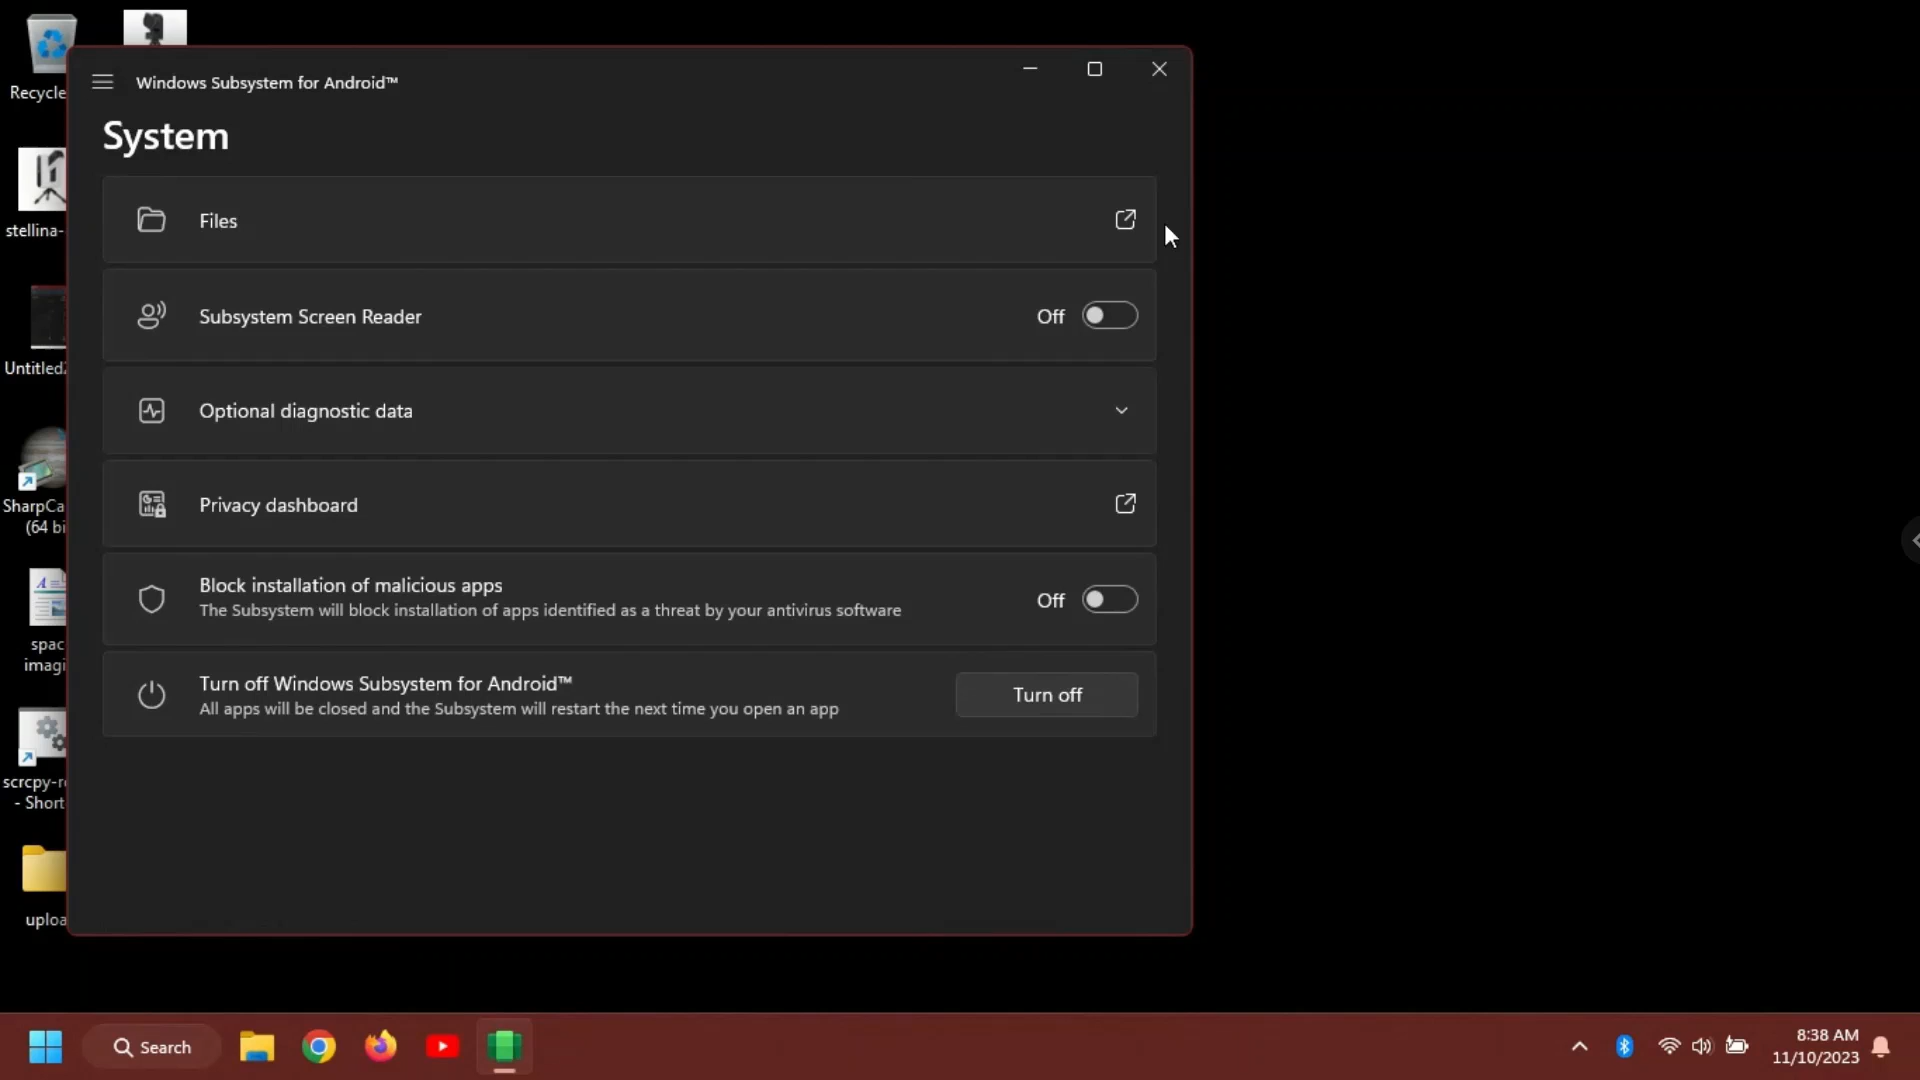 Recycle
stellina-
Untitled
SharpCa
(64 bi
spac
imagi
scrcpy-r
- Short
uploa
Windows Subsystem for Android™
System
Files
Subsystem Screen Reader
Off
Optional diagnostic data
Privacy dashboard
Block installation of malicious apps
The Subsystem will block installation of apps identified as a threat by your antivirus software
Off
Turn off Windows Subsystem for Android™
All apps will be closed and the Subsystem will restart the next time you open an app
Turn off
Search
8:38 AM
11/10/2023